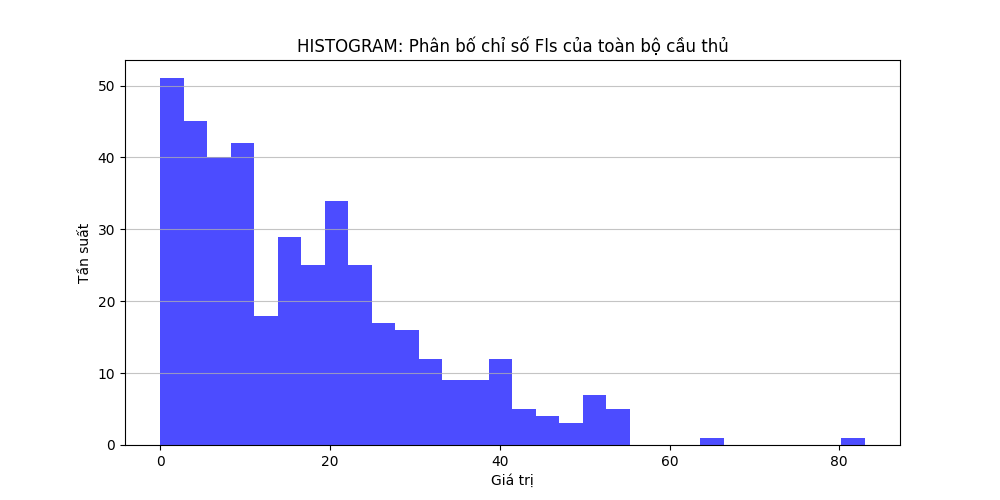 HISTOGRAM: Phân bố chỉ số Fls của toàn bộ cầu thủ
Tần suất
50
40
30
20
10
0
0 20 40 60 80
Giá trị